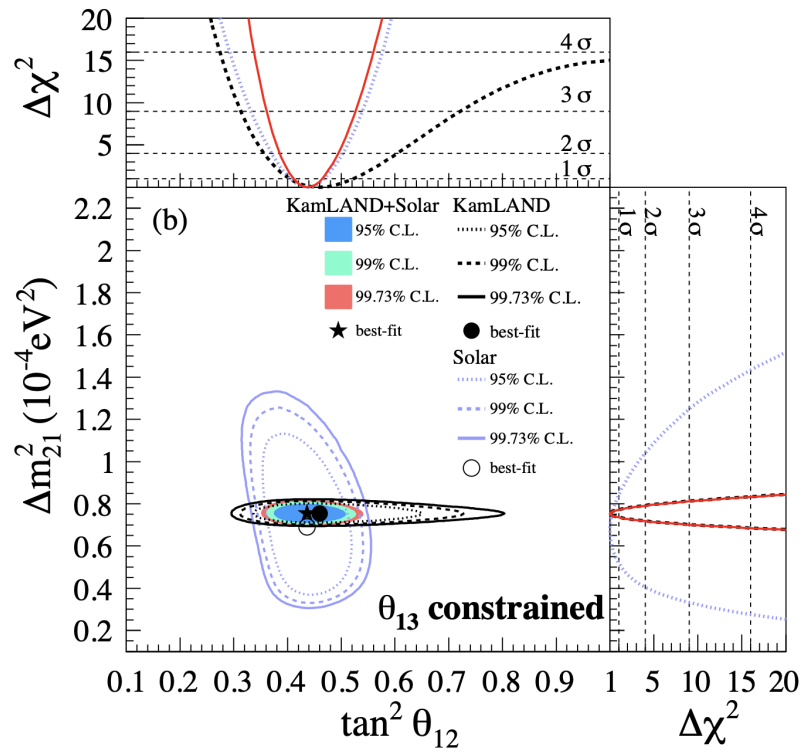 20
15
10
5
Δχ²
4 σ
3 σ
2 σ
1 σ
(b)
KamLAND+Solar KamLAND
95% C.L. 95% C.L.
99% C.L. 99% C.L.
99.73% C.L. 99.73% C.L.
best-fit best-fit
Solar
95% C.L.
99% C.L.
99.73% C.L.
best-fit
θ₁₃ constrained
1σ 2σ 3σ 4σ
2.2
2
1.8
1.6
1.4
1.2
1
0.8
0.6
0.4
0.2
Δm²₂₁ (10⁻⁴eV²)
0.1 0.2 0.3 0.4 0.5 0.6 0.7 0.8 0.9 1 5 10 15 20
tan² θ₁₂ Δχ²